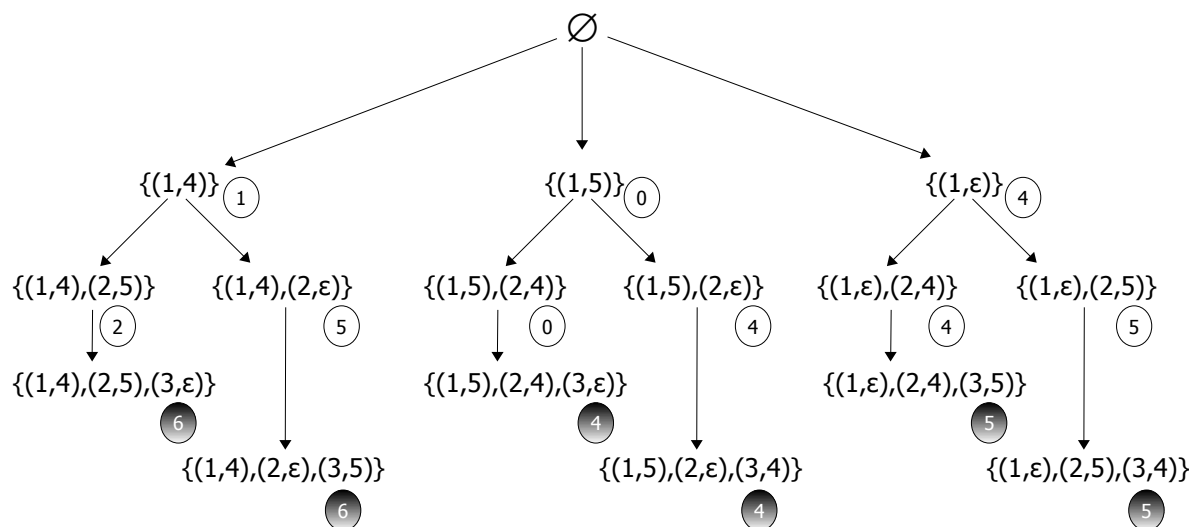 ∅
{(1,4)} 1 {(1,5)} 0 {(1,ε)} 4
{(1,4),(2,5)} {(1,4),(2,ε)} {(1,5),(2,4)} {(1,5),(2,ε)} {(1,ε),(2,4)} {(1,ε),(2,5)}
2 5 0 4 4 5
{(1,4),(2,5),(3,ε)} {(1,5),(2,4),(3,ε)} {(1,ε),(2,4),(3,5)}
6 4 5
{(1,4),(2,ε),(3,5)} {(1,5),(2,ε),(3,4)} {(1,ε),(2,5),(3,4)}
6 4 5